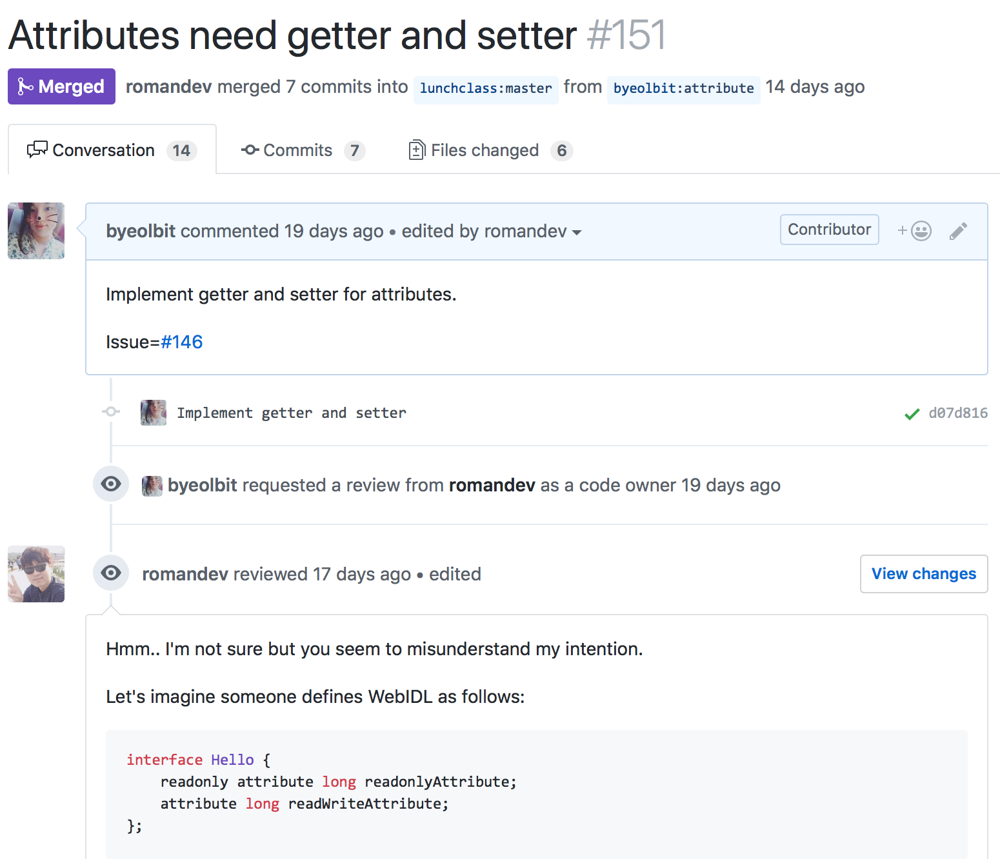 Attributes need getter and setter #151
Merged romandev merged 7 commits into lunchclass:master from byeolbit:attribute 14 days ago
Conversation 14 Commits 7 Files changed 6
byeolbit commented 19 days ago • edited by romandev Contributor
Implement getter and setter for attributes.
Issue=#146
Implement getter and setter d07d816
byeolbit requested a review from romandev as a code owner 19 days ago
romandev reviewed 17 days ago • edited View changes
Hmm.. I'm not sure but you seem to misunderstand my intention.
Let's imagine someone defines WebIDL as follows:
interface Hello {
    readonly attribute long readonlyAttribute;
    attribute long readWriteAttribute;
};